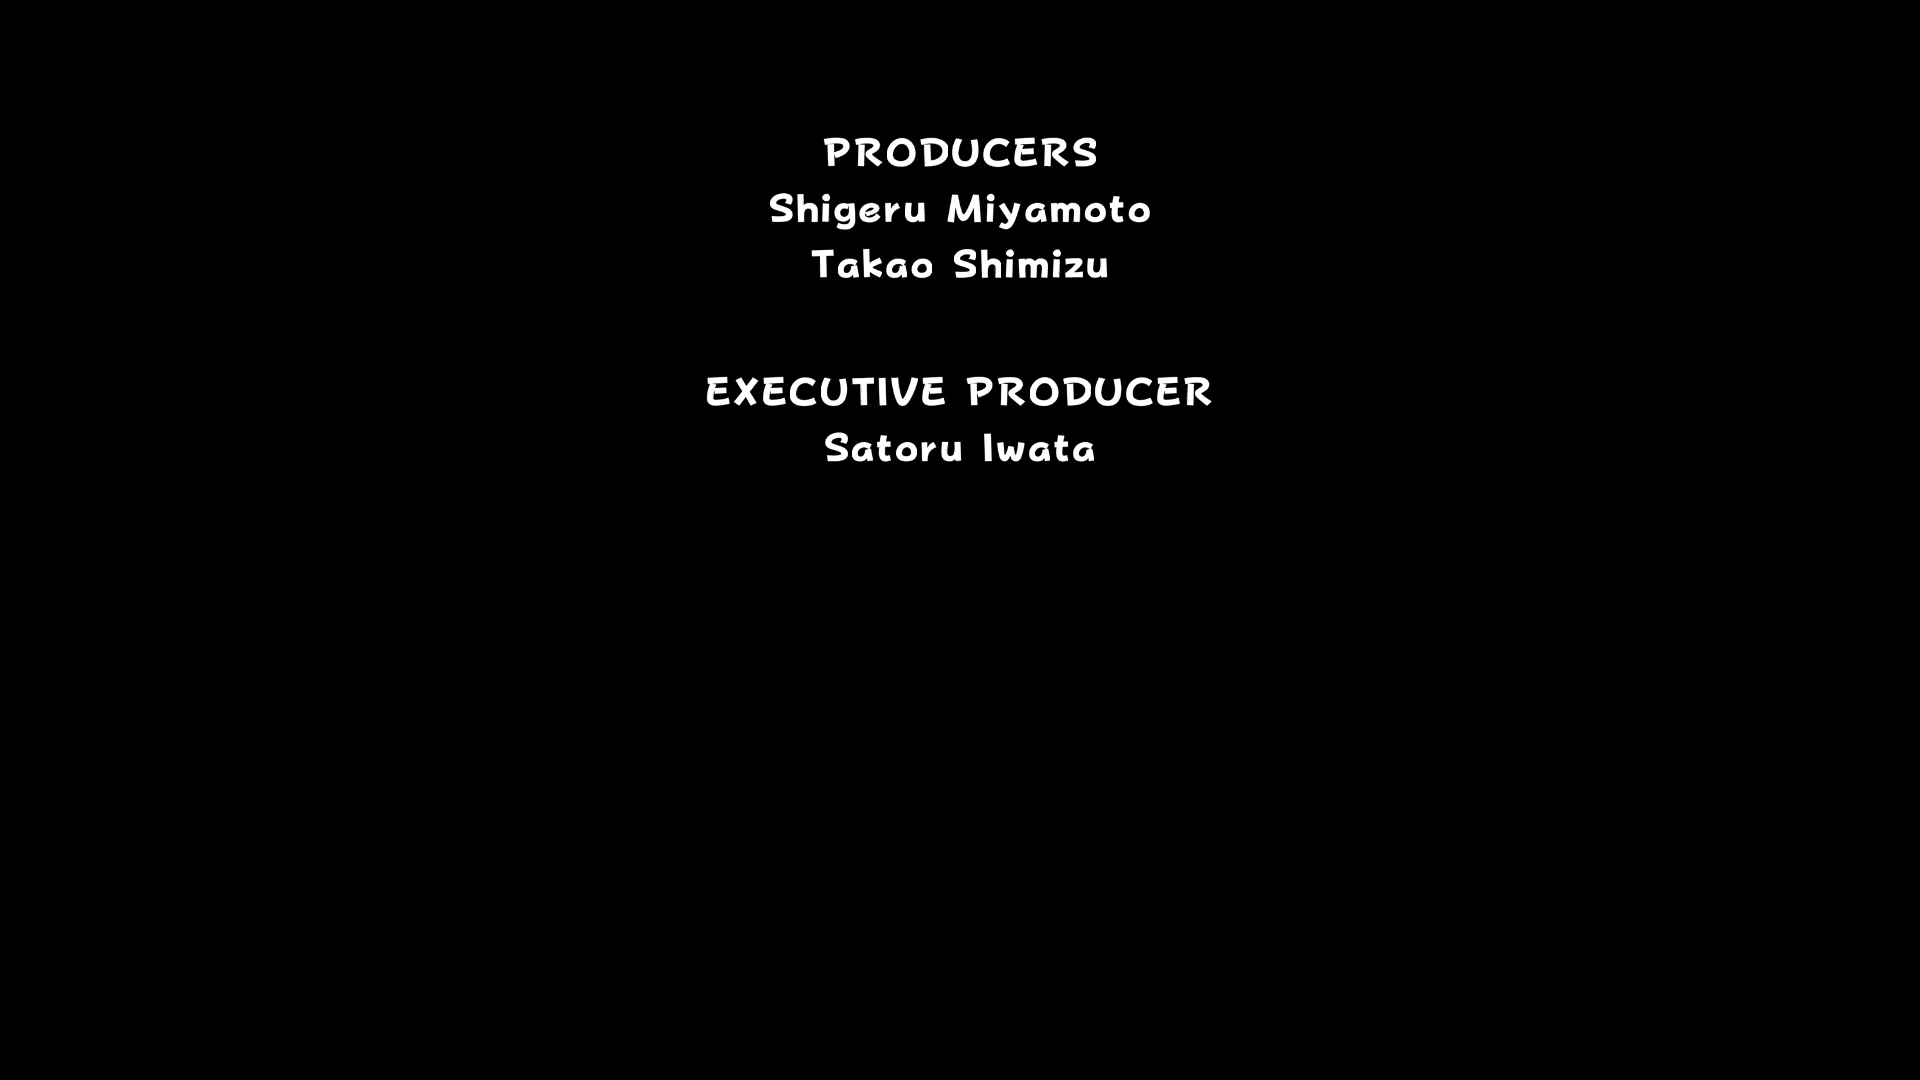 PRODUCERS
Shigeru Miyamoto
Takao Shimizu
EXECUTIVE PRODUCER
Satoru Iwata